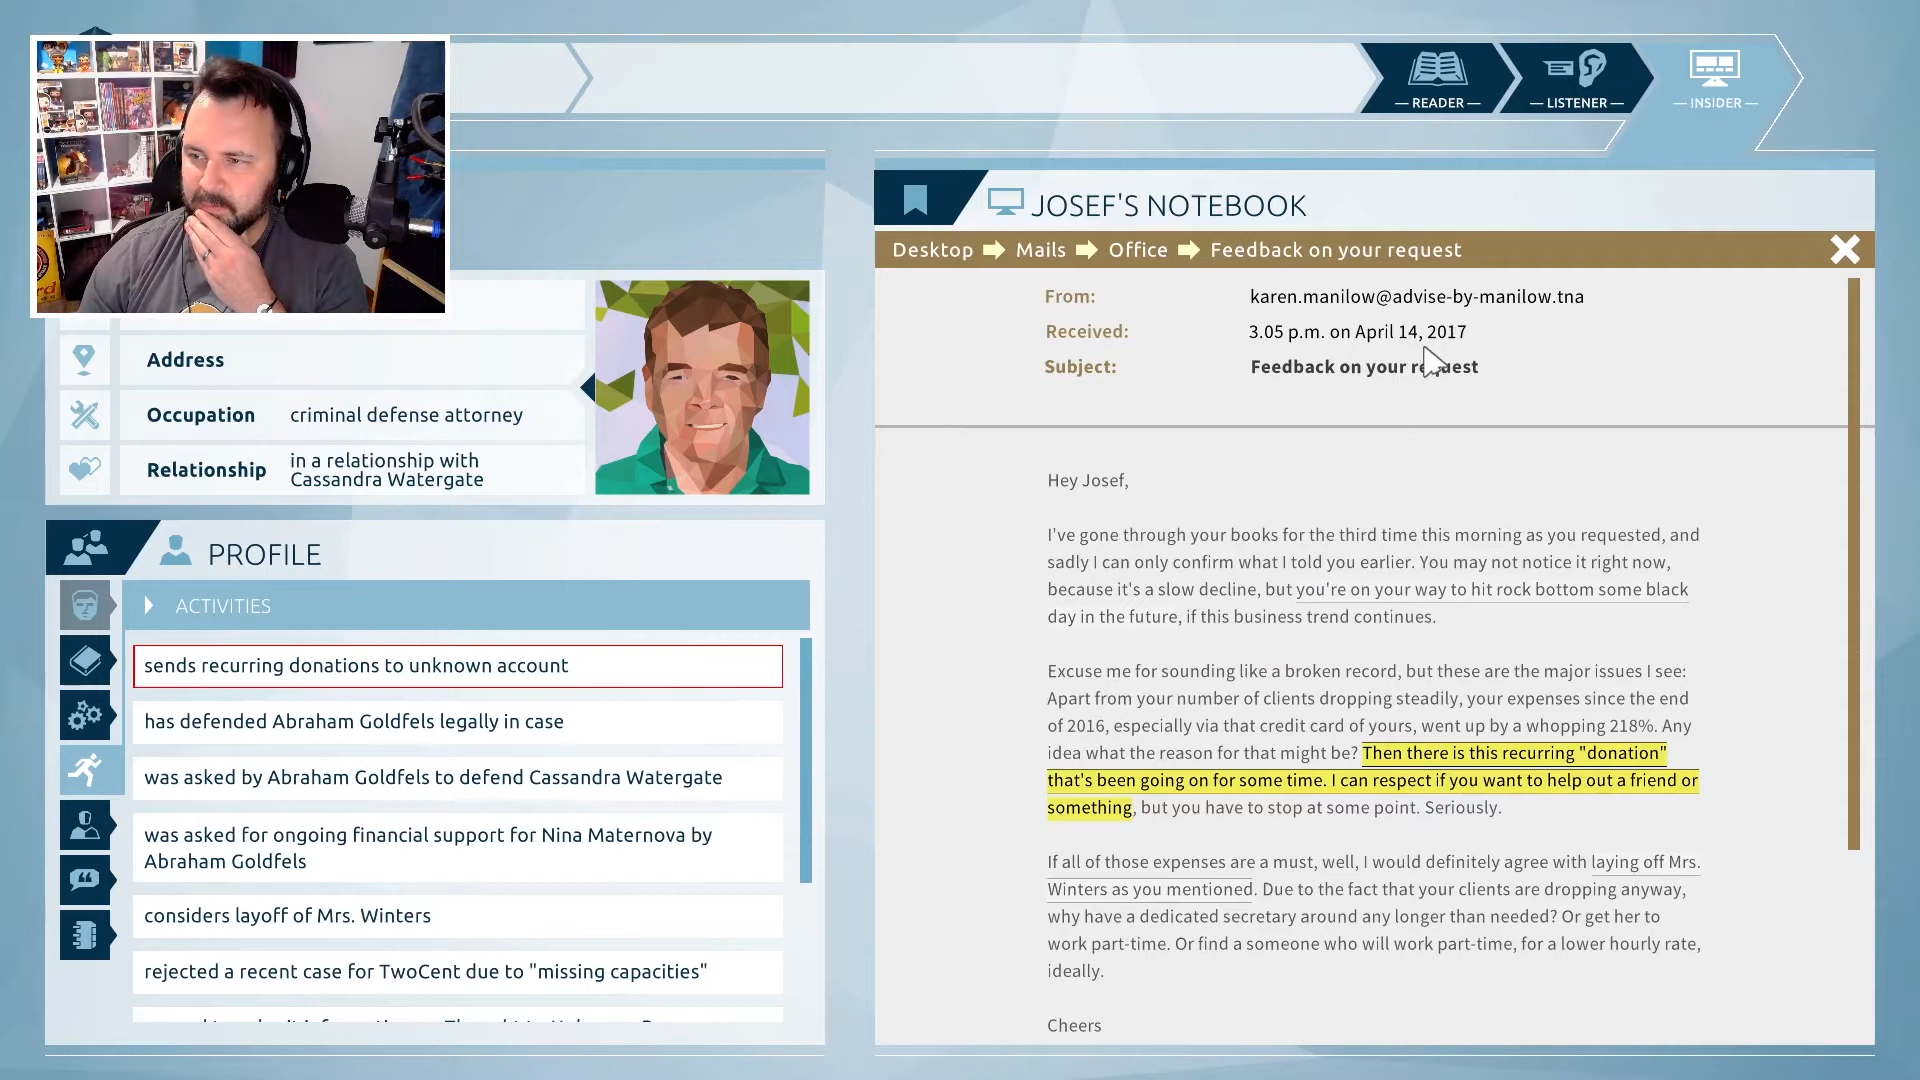 — READER —
— LISTENER —
— INSIDER —
Address
Occupation criminal defense attorney
Relationship in a relationship with
Cassandra Watergate
PROFILE
ACTIVITIES
sends recurring donations to unknown account
has defended Abraham Goldfels legally in case
was asked by Abraham Goldfels to defend Cassandra Watergate
was asked for ongoing financial support for Nina Maternova by
Abraham Goldfels
considers layoff of Mrs. Winters
rejected a recent case for TwoCent due to "missing capacities"
JOSEF'S NOTEBOOK
Desktop Mails Office Feedback on your request
From: karen.manilow@advise-by-manilow.tna
Received: 3.05 p.m. on April 14, 2017
Subject: Feedback on your request
Hey Josef,
I've gone through your books for the third time this morning as you requested, and
sadly I can only confirm what I told you earlier. You may not notice it right now,
because it's a slow decline, but you're on your way to hit rock bottom some black
day in the future, if this business trend continues.
Excuse me for sounding like a broken record, but these are the major issues I see:
Apart from your number of clients dropping steadily, your expenses since the end
of 2016, especially via that credit card of yours, went up by a whopping 218%. Any
idea what the reason for that might be? Then there is this recurring "donation"
that's been going on for some time. I can respect if you want to help out a friend or
something, but you have to stop at some point. Seriously.
If all of those expenses are a must, well, I would definitely agree with laying off Mrs.
Winters as you mentioned. Due to the fact that your clients are dropping anyway,
why have a dedicated secretary around any longer than needed? Or get her to
work part-time. Or find a someone who will work part-time, for a lower hourly rate,
ideally.
Cheers